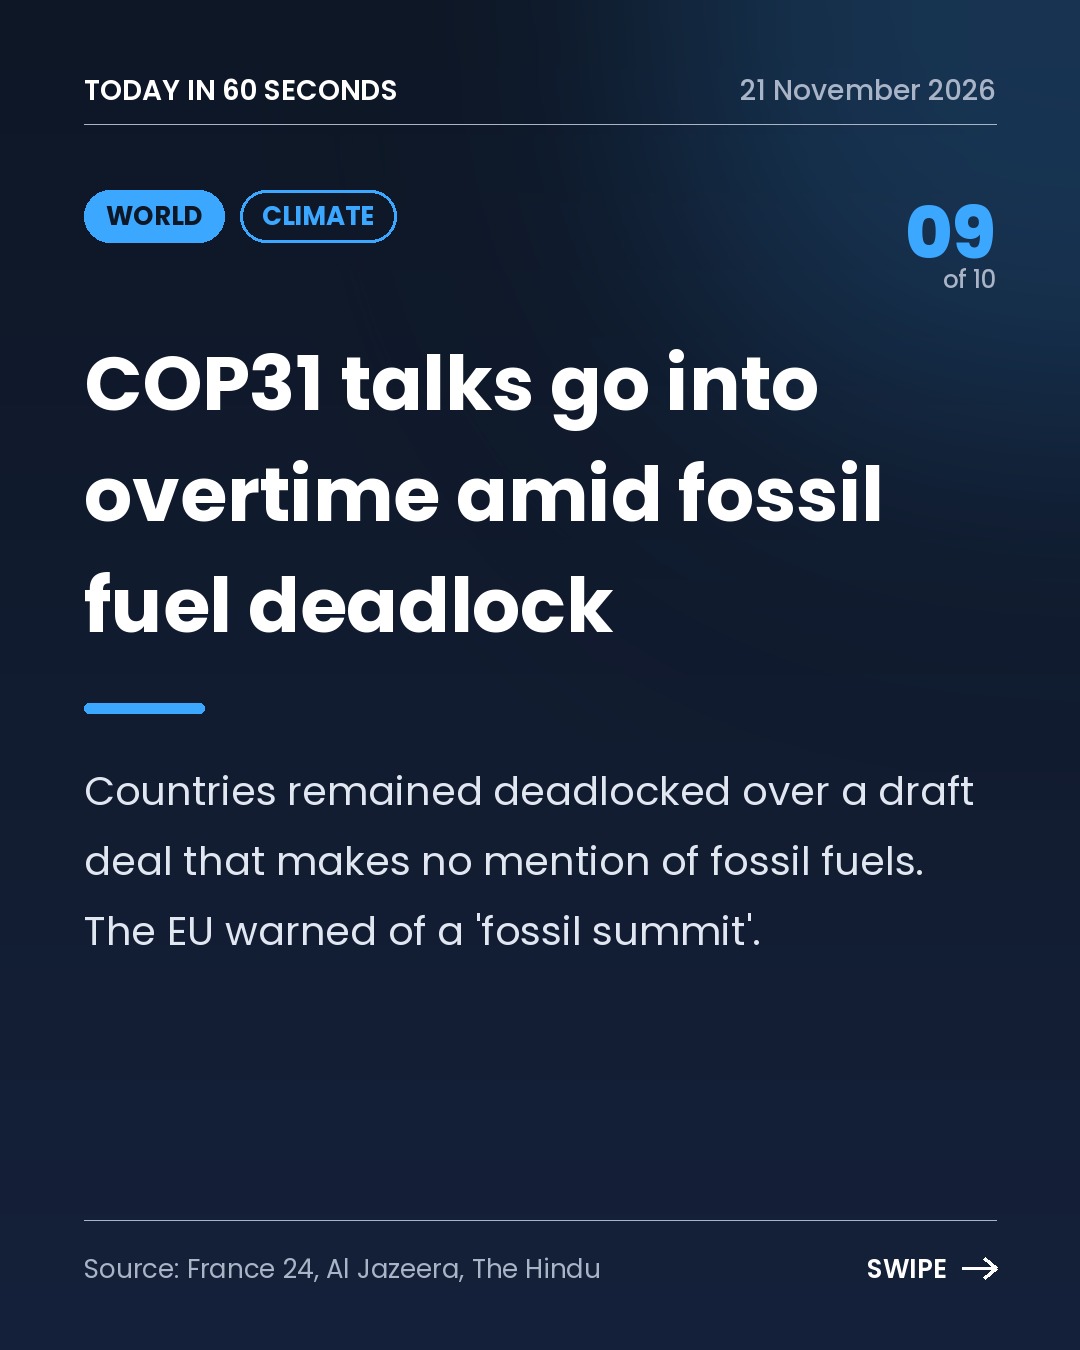 TODAY IN 60 SECONDS
21 November 2026
WORLD
CLIMATE
09
of 10
COP31 talks go into
overtime amid fossil
fuel deadlock
Countries remained deadlocked over a draft
deal that makes no mention of fossil fuels.
The EU warned of a 'fossil summit'.
Source: France 24, Al Jazeera, The Hindu
SWIPE →